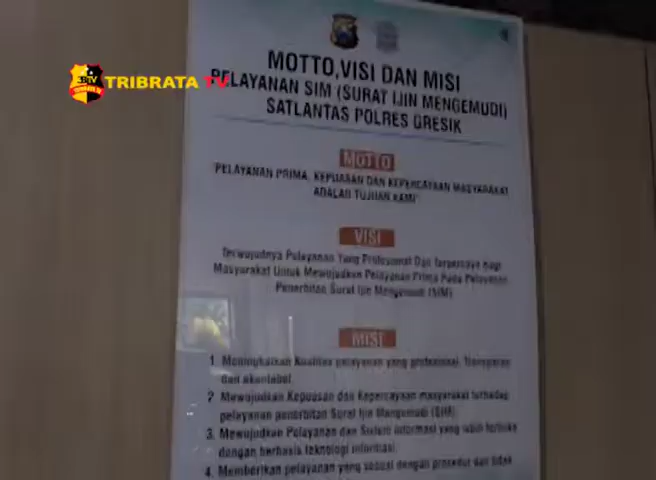 TRIBRATA TV
MOTTO,VISI DAN MISI
PELAYANAN SIM (SURAT IJIN MENGEMUDI)
SATLANTAS POLRES GRESIK
MOTTO
"PELAYANAN PRIMA, KEPUASAN DAN KEPERCAYAAN MASYARAKAT
ADALAH TUJUAN KAMI"
VISI
Terwujudnya Pelayanan Yang Profesional Dan Terpercaya bagi
Masyarakat Untuk Mewujudkan Pelayanan Prima Pada Pelayanan
Penerbitan Surat Ijin Mengemudi (SIM)
MISI
1. Meningkatkan Kualitas pelayanan yang profesional, Transparan
dan akuntabel.
2. Mewujudkan Kepuasan dan Kepercayaan masyarakat terhadap
pelayanan penerbitan Surat Ijin Mengemudi (SIM)
3. Mewujudkan Pelayanan dan Sistem informasi yang lebih terbuka
dengan berbasis teknologi informasi.
4. Memberikan pelayanan yang sesuai dengan prosedur dan tidak